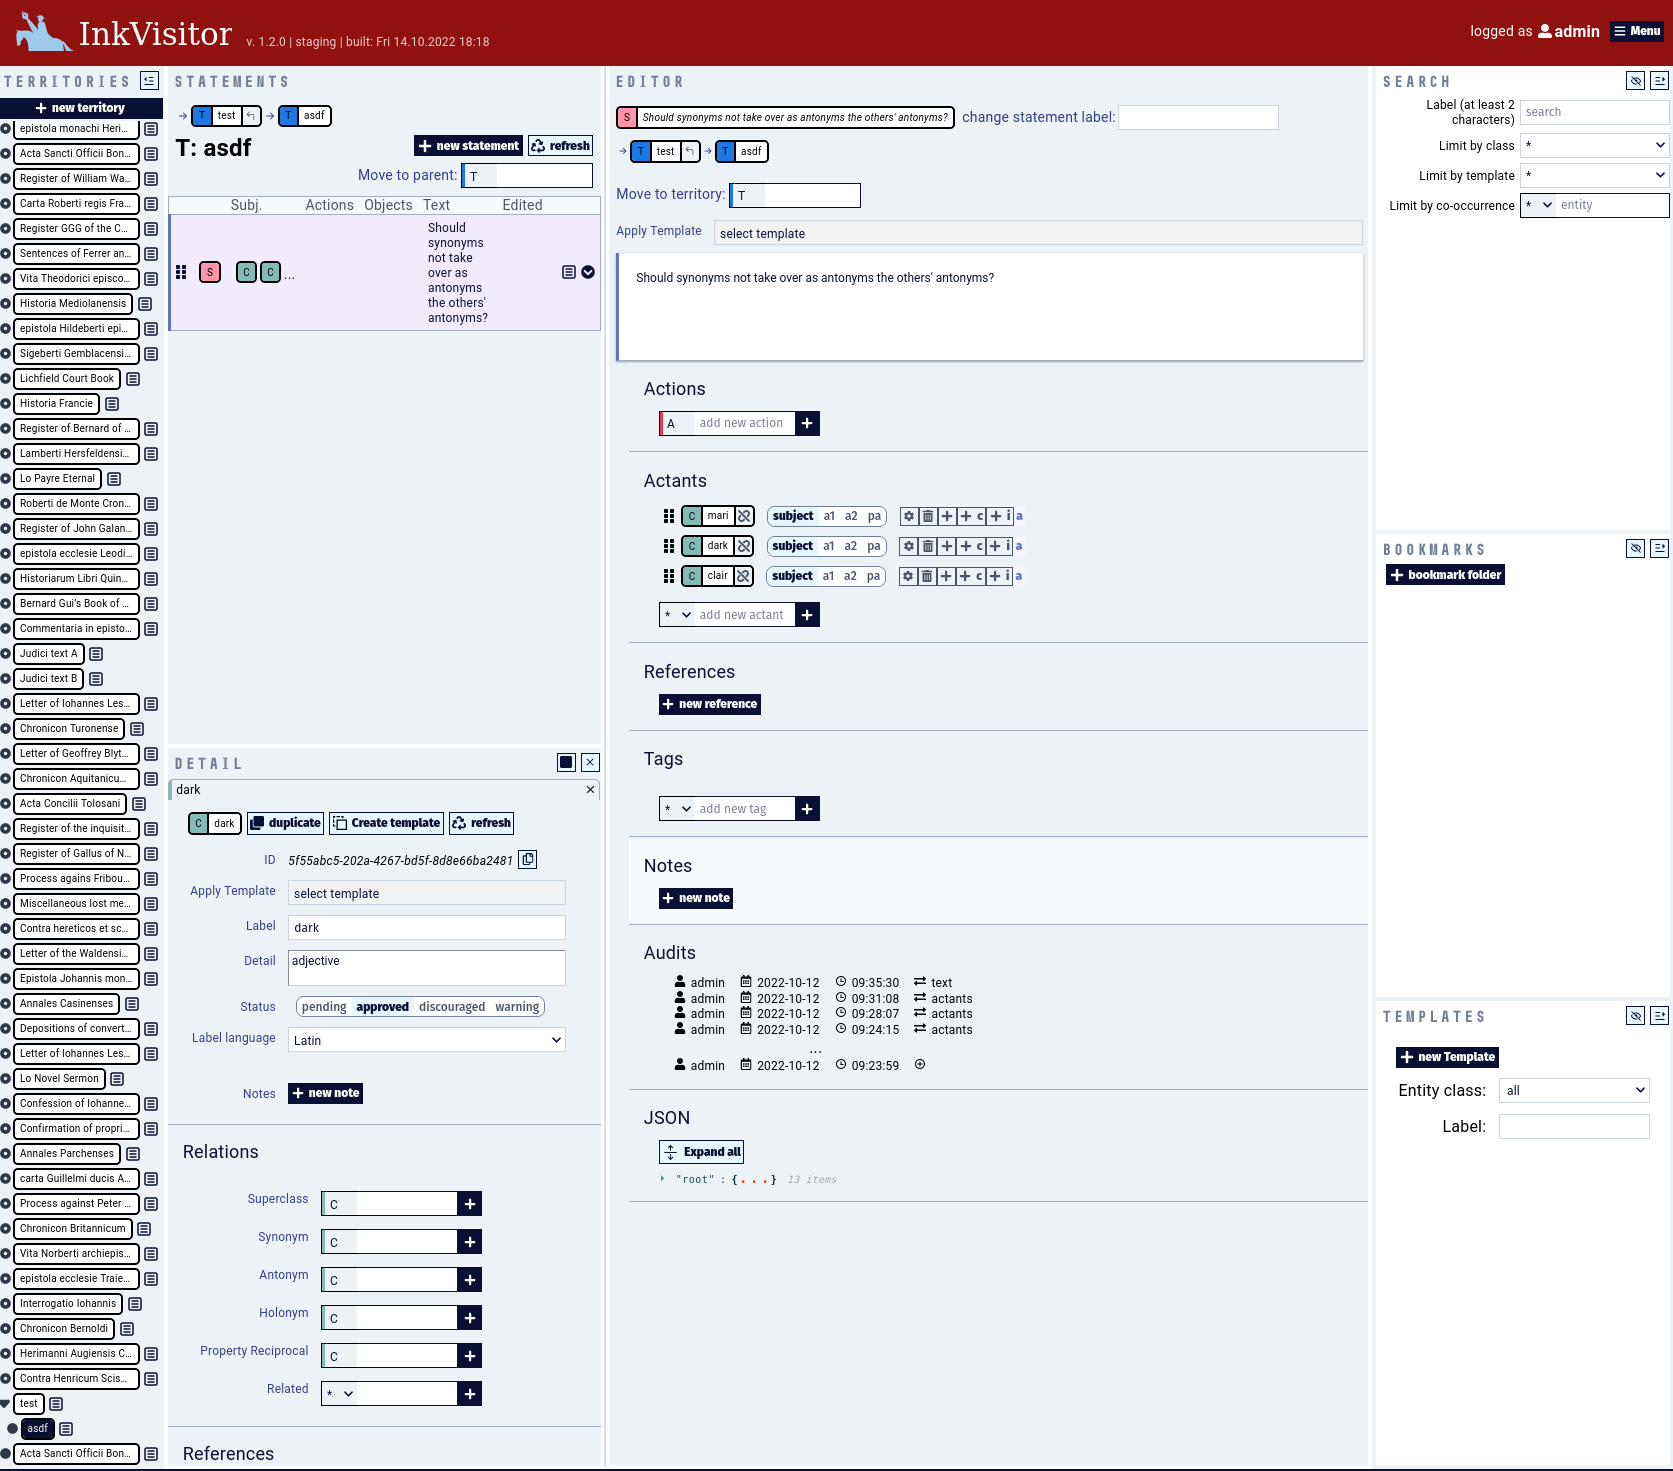 InkVisitor v. 1.2.0 | staging | built: Fri 14.10.2022 18:18
logged as admin Menu
TERRITORIES
new territory
epistola monachi Heri...
Acta Sancti Officii Bon...
Register of William Wa...
Carta Roberti regis Fra...
Register GGG of the C...
Sentences of Ferrer an...
Vita Theodorici episco...
Historia Mediolanensis
epistola Hildeberti epi...
Sigeberti Gemblacensi...
Lichfield Court Book
Historia Francie
Register of Bernard of ...
Lamberti Hersfeldensi...
Lo Payre Eternal
Roberti de Monte Cron...
Register of John Galan...
epistola ecclesie Leodi...
Historiarum Libri Quin...
Bernard Gui's Book of ...
Commentaria in episto...
Judici text A
Judici text B
Letter of Iohannes Les...
Chronicon Turonense
Letter of Geoffrey Blyt...
Chronicon Aquitanicu...
Acta Concilii Tolosani
Register of the inquisit...
Register of Gallus of N...
Process agains Fribou...
Miscellaneous lost me...
Contra hereticos et sc...
Letter of the Waldensi...
Epistola Johannis mon...
Annales Casinenses
Depositions of convert...
Letter of Iohannes Les...
Lo Novel Sermon
Confession of Iohanne...
Confirmation of propri...
Annales Parchenses
carta Guillelmi ducis A...
Process against Peter ...
Chronicon Britannicum
Vita Norberti archiepis...
epistola ecclesie Traie...
Interrogatio Iohannis
Chronicon Bernoldi
Herimanni Augiensis C...
Contra Henricum Scis...
test
asdf
Acta Sancti Officii Bon...
STATEMENTS
T test T asdf
T: asdf
new statement refresh
Move to parent: T
Subj. Actions Objects Text Edited
Should
synonyms
not take
over as
antonyms
the others'
antonyms?
S C C ...
DETAIL
dark
C dark duplicate Create template refresh
ID 5f55abc5-202a-4267-bd5f-8d8e66ba2481
Apply Template select template
Label dark
Detail adjective
Status pending approved discouraged warning
Label language Latin
Notes new note
Relations
Superclass C
Synonym C
Antonym C
Holonym C
Property Reciprocal C
Related *
References
EDITOR
S Should synonyms not take over as antonyms the others' antonyms? change statement label:
T test T asdf
Move to territory: T
Apply Template select template
Should synonyms not take over as antonyms the others' antonyms?
Actions
A add new action
Actants
C mari subject a1 a2 pa c i a
C dark subject a1 a2 pa c i a
C clair subject a1 a2 pa c i a
* add new actant
References
new reference
Tags
* add new tag
Notes
new note
Audits
admin 2022-10-12 09:35:30 text
admin 2022-10-12 09:31:08 actants
admin 2022-10-12 09:28:07 actants
admin 2022-10-12 09:24:15 actants
...
admin 2022-10-12 09:23:59
JSON
Expand all
"root" : {...} 13 items
SEARCH
Label (at least 2
characters) search
Limit by class *
Limit by template *
Limit by co-occurrence * entity
BOOKMARKS
bookmark folder
TEMPLATES
new Template
Entity class: all
Label: